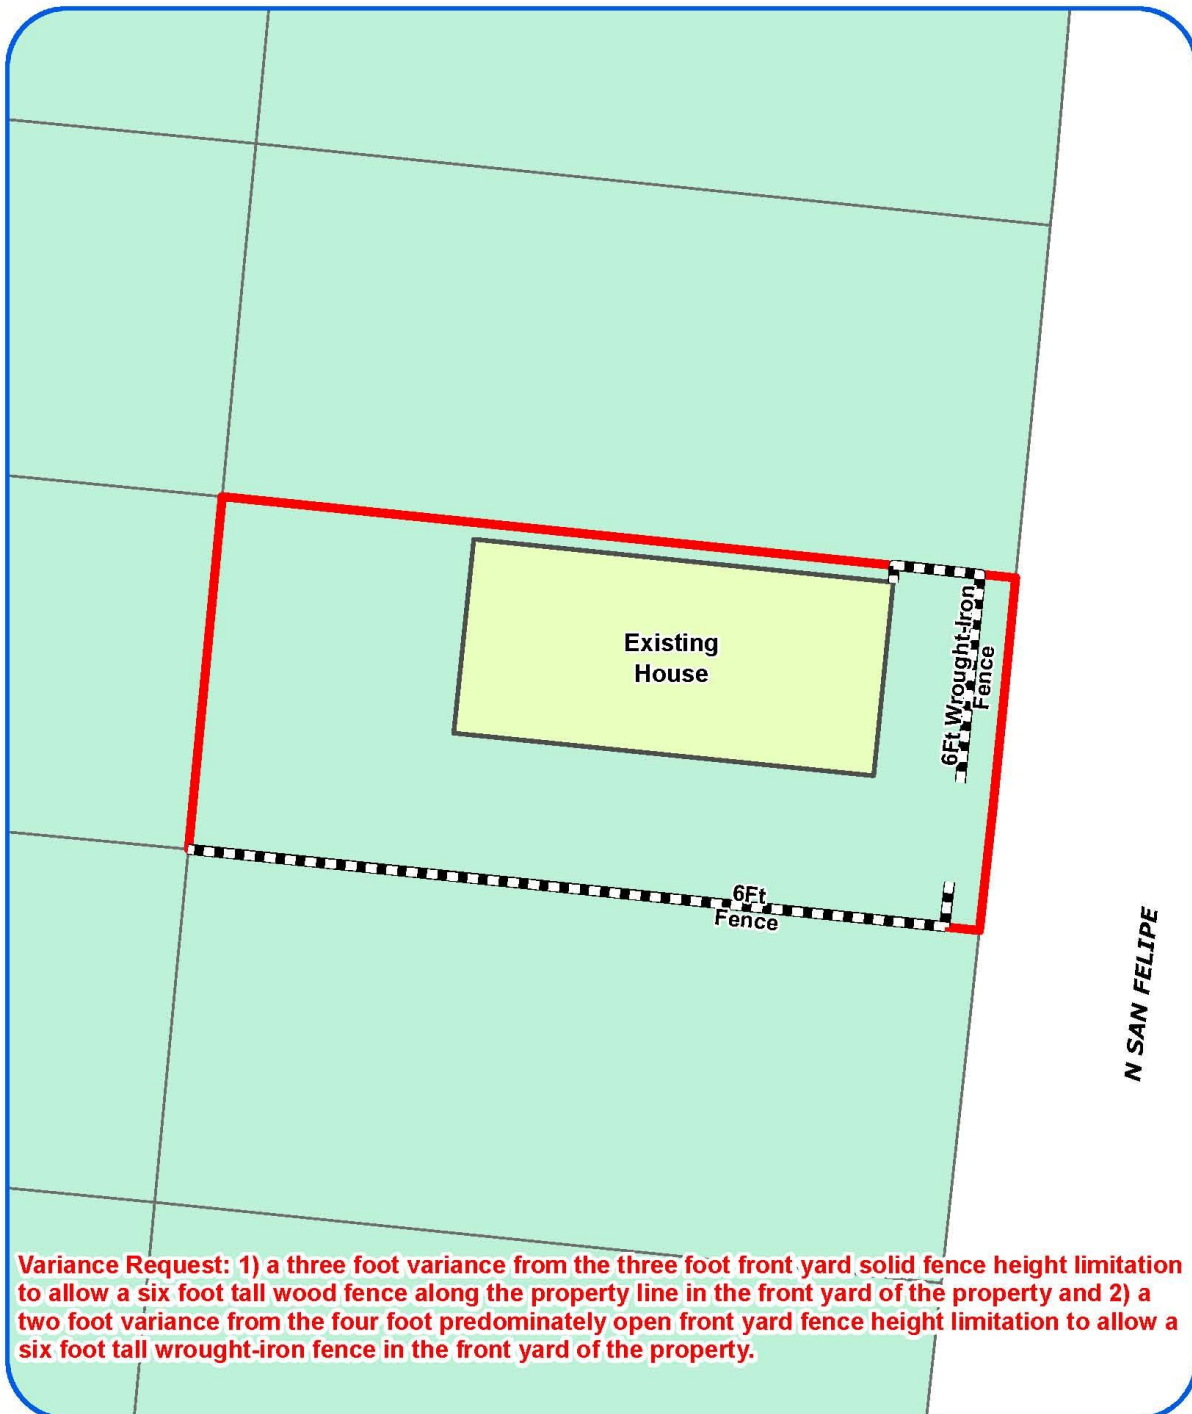 Existing
House
6Ft Wrought-Iron
Fence
6Ft
Fence
N SAN FELIPE
Variance Request: 1) a three foot variance from the three foot front yard solid fence height limitation
to allow a six foot tall wood fence along the property line in the front yard of the property and 2) a
two foot variance from the four foot predominately open front yard fence height limitation to allow a
six foot tall wrought-iron fence in the front yard of the property.